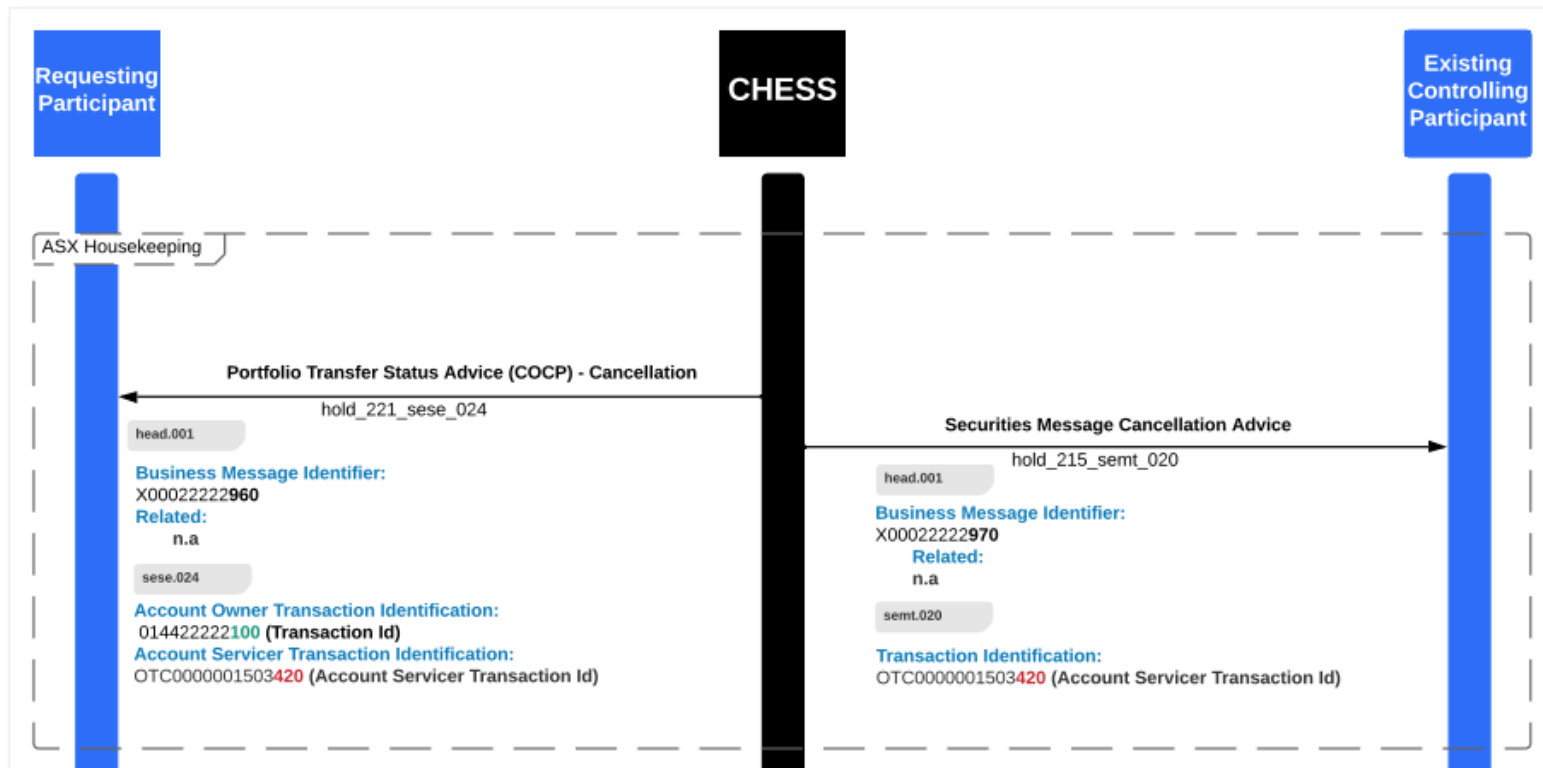 Requesting
Participant
CHESS
Existing
Controlling
Participant
ASX Housekeeping
Portfolio Transfer Status Advice (COCP) - Cancellation
hold_221_sese_024
head.001
Business Message Identifier:
X00022222960
Related:
n.a
sese.024
Account Owner Transaction Identification:
014422222100 (Transaction Id)
Account Servicer Transaction Identification:
OTC0000001503420 (Account Servicer Transaction Id)
Securities Message Cancellation Advice
hold_215_semt_020
head.001
Business Message Identifier:
X00022222970
Related:
n.a
semt.020
Transaction Identification:
OTC0000001503420 (Account Servicer Transaction Id)